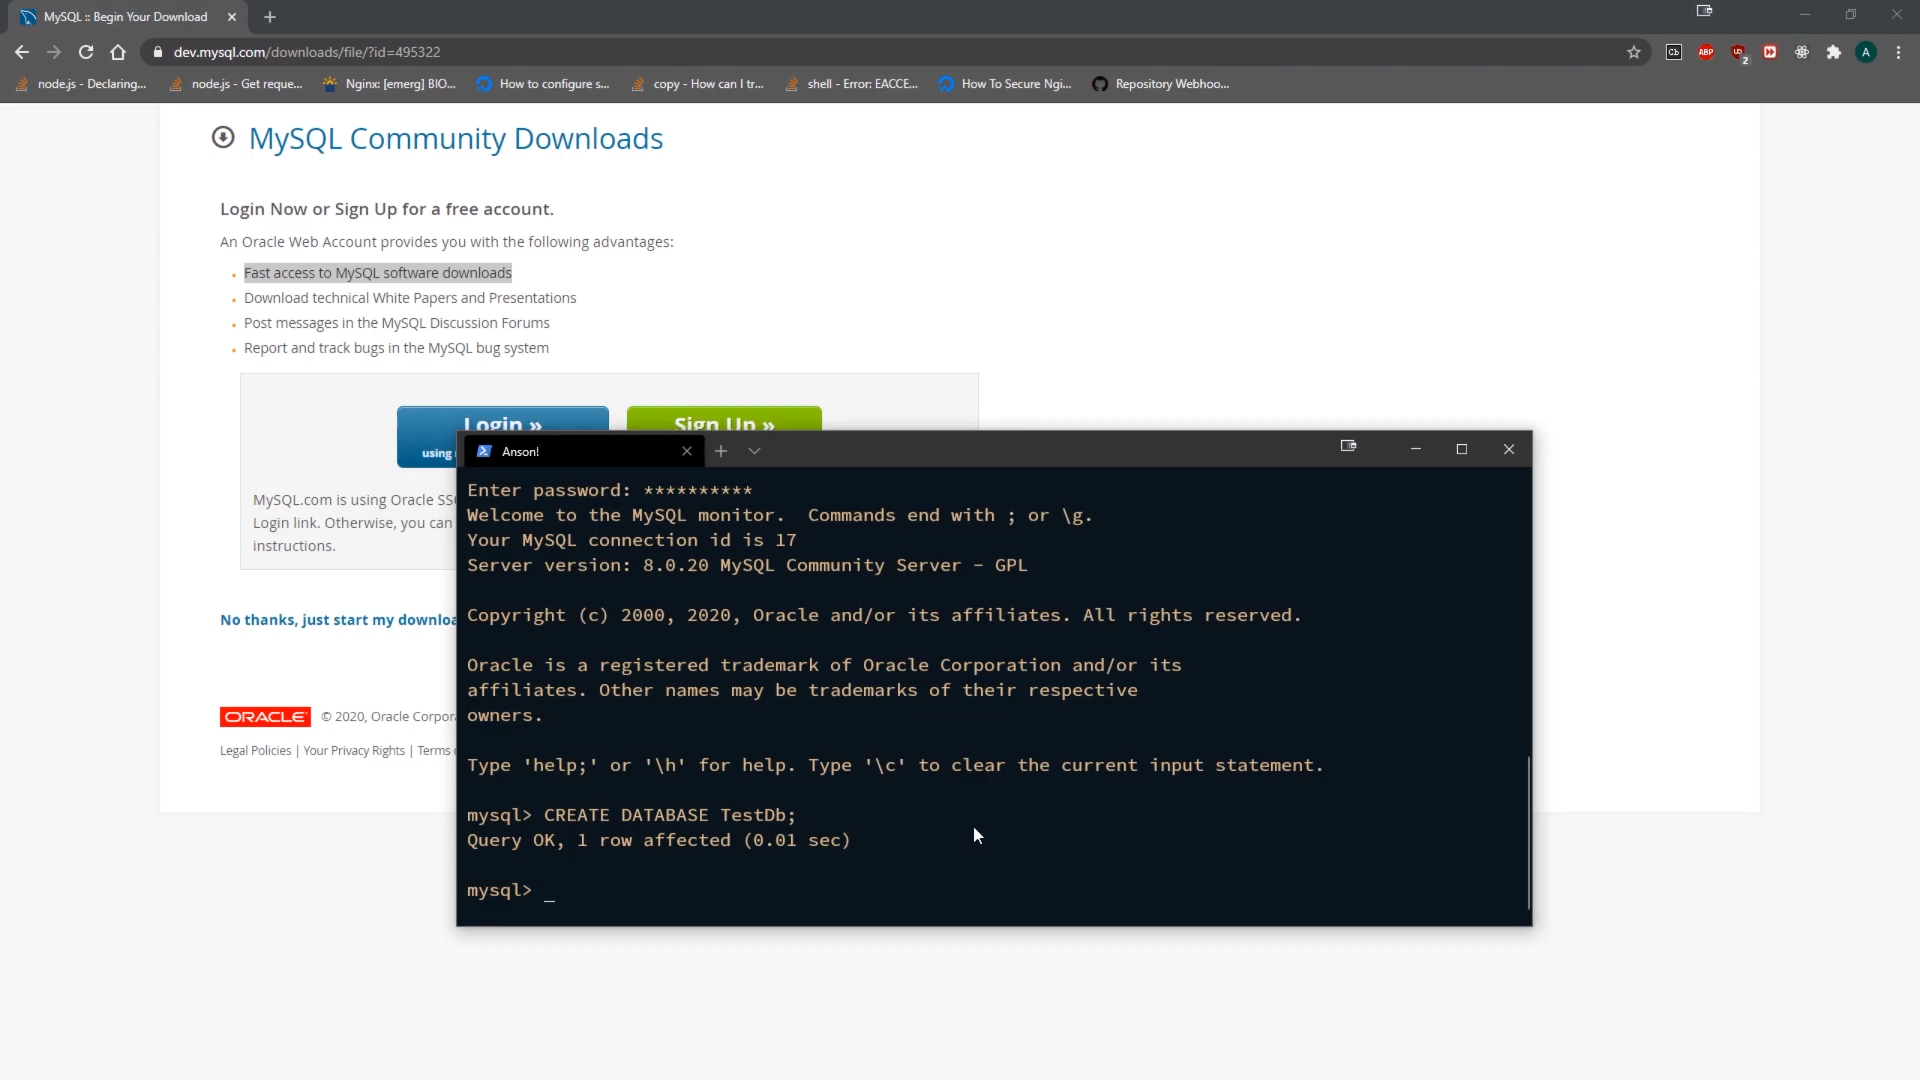 MySQL :: Begin Your Download
dev.mysql.com/downloads/file/?id=495322
A
node.js - Declaring...
node.js - Get reque...
Nginx: [emerg] BIO...
How to configure s...
copy - How can I tr...
shell - Error: EACCE...
How To Secure Ngi...
Repository Webhoo...
MySQL Community Downloads
Login Now or Sign Up for a free account.
An Oracle Web Account provides you with the following advantages:
Fast access to MySQL software downloads
Download technical White Papers and Presentations
Post messages in the MySQL Discussion Forums
Report and track bugs in the MySQL bug system
Login »
Sign Up »
using
MySQL.com is using Oracle SS
Login link. Otherwise, you can
instructions.
No thanks, just start my downloa
ORACLE © 2020, Oracle Corpor
Legal Policies | Your Privacy Rights | Terms
Anson!
Enter password: **********
Welcome to the MySQL monitor. Commands end with ; or \g.
Your MySQL connection id is 17
Server version: 8.0.20 MySQL Community Server - GPL
Copyright (c) 2000, 2020, Oracle and/or its affiliates. All rights reserved.
Oracle is a registered trademark of Oracle Corporation and/or its
affiliates. Other names may be trademarks of their respective
owners.
Type 'help;' or '\h' for help. Type '\c' to clear the current input statement.
mysql> CREATE DATABASE TestDb;
Query OK, 1 row affected (0.01 sec)
mysql> _